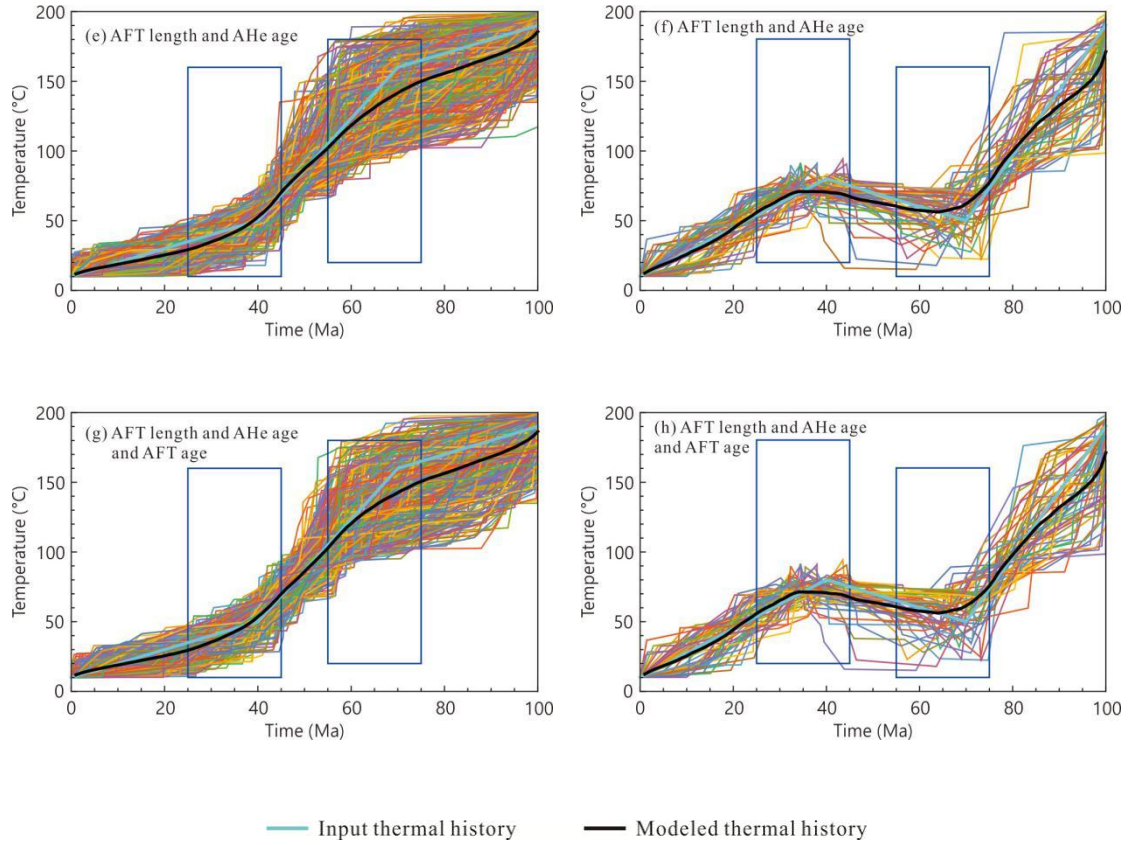 (e) AFT length and AHe age
200
150
100
50
0
Temperature (°C)
0 20 40 60 80 100
Time (Ma)
(f) AFT length and AHe age
200
150
100
50
0
Temperature (°C)
0 20 40 60 80 100
Time (Ma)
(g) AFT length and AHe age
and AFT age
200
150
100
50
0
Temperature (°C)
0 20 40 60 80 100
Time (Ma)
(h) AFT length and AHe age
and AFT age
200
150
100
50
0
Temperature (°C)
0 20 40 60 80 100
Time (Ma)
Input thermal history
Modeled thermal history